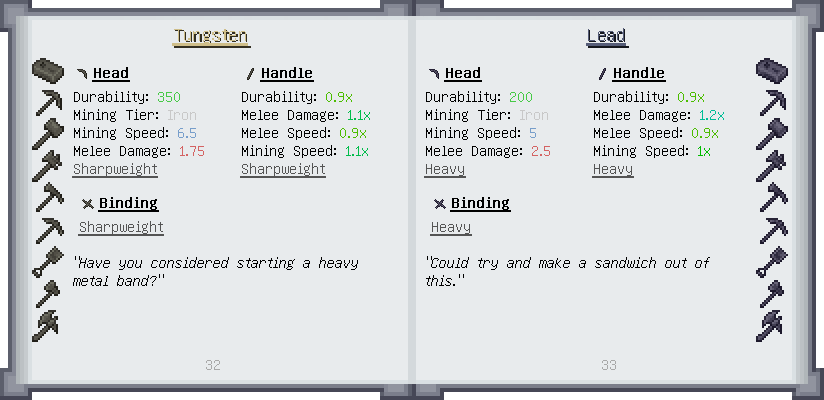 Tungsten
Head
Durability: 350
Mining Tier: Iron
Mining Speed: 6.5
Melee Damage: 1.75
Sharpweight
Handle
Durability: 0.9x
Melee Damage: 1.1x
Melee Speed: 0.9x
Mining Speed: 1.1x
Sharpweight
Binding
Sharpweight
"Have you considered starting a heavy
metal band?"
32
Lead
Head
Durability: 200
Mining Tier: Iron
Mining Speed: 5
Melee Damage: 2.5
Heavy
Handle
Durability: 0.9x
Melee Damage: 1.2x
Melee Speed: 0.9x
Mining Speed: 1x
Heavy
Binding
Heavy
"Could try and make a sandwich out of
this."
33